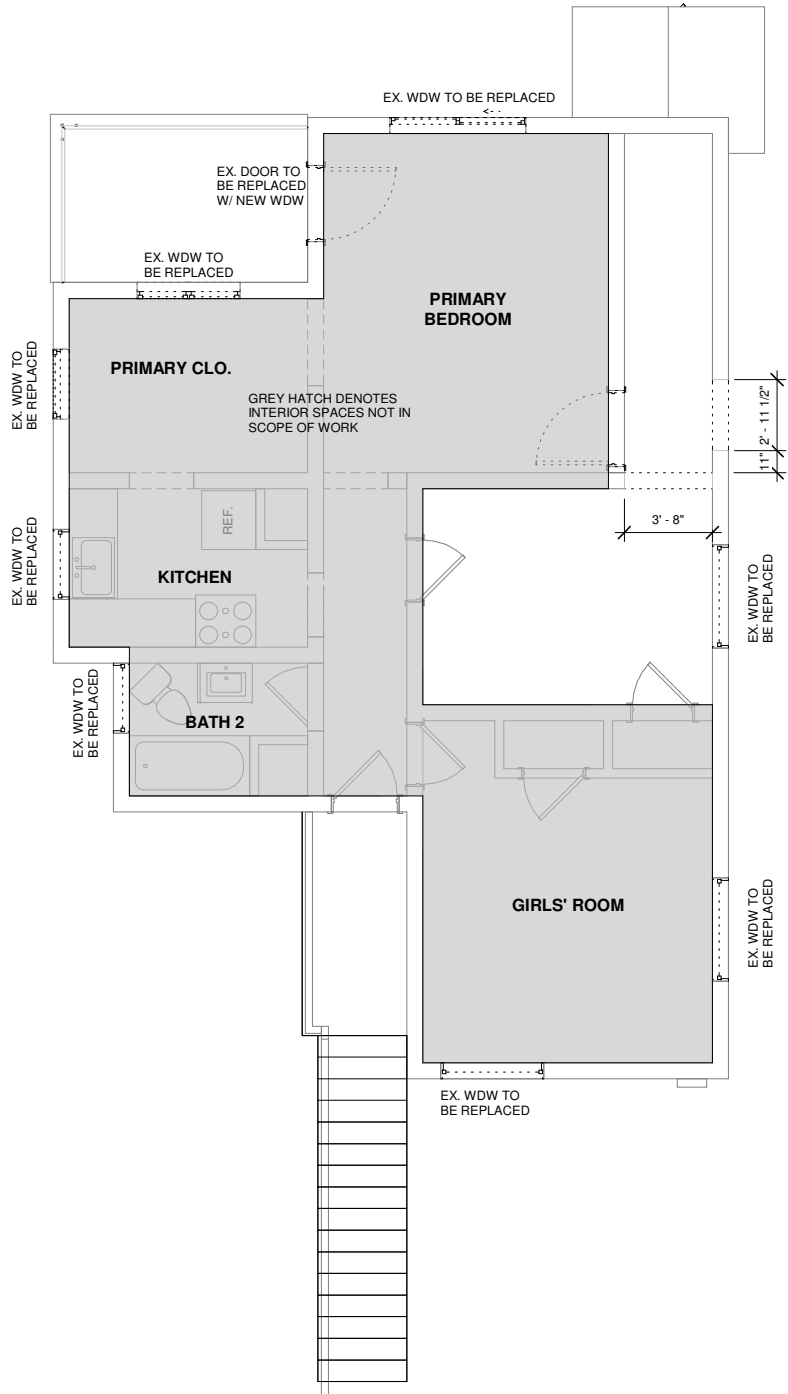 EX. WDW TO BE REPLACED
EX. DOOR TO
BE REPLACED
W/ NEW WDW
EX. WDW TO
BE REPLACED
PRIMARY
BEDROOM
EX. WDW TO
BE REPLACED
PRIMARY CLO.
GREY HATCH DENOTES
INTERIOR SPACES NOT IN
SCOPE OF WORK
2' - 11 1/2"
11"
3' - 8"
REF.
EX. WDW TO
BE REPLACED
KITCHEN
EX. WDW TO
BE REPLACED
EX. WDW TO
BE REPLACED
BATH 2
GIRLS' ROOM
EX. WDW TO
BE REPLACED
EX. WDW TO
BE REPLACED